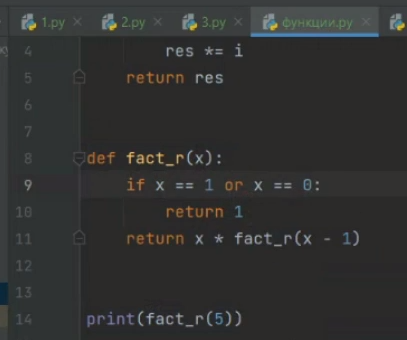 1.py 2.py 3.py функции.py
4 res *= i
5 return res
6
7
8 def fact_r(x):
9 if x == 1 or x == 0:
10 return 1
11 return x * fact_r(x - 1)
12
13
14 print(fact_r(5))